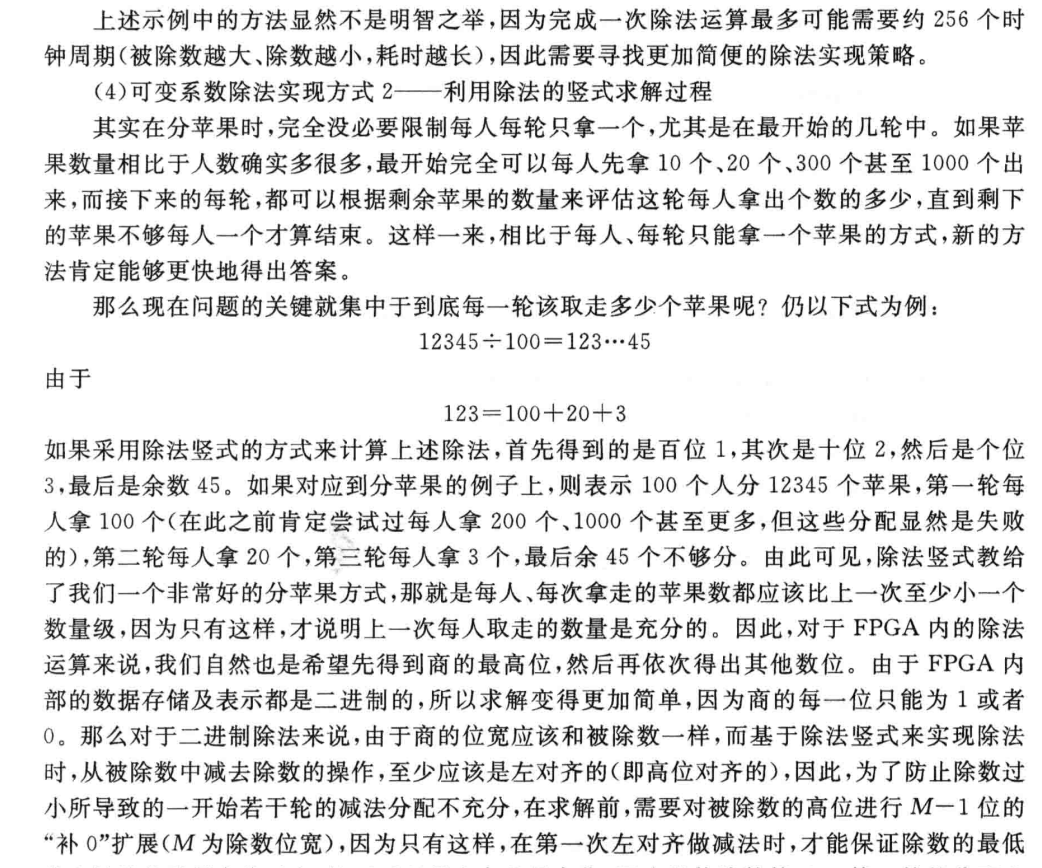 上述示例中的方法显然不是明智之举,因为完成一次除法运算最多可能需要约 256 个时
钟周期(被除数越大、除数越小,耗时越长),因此需要寻找更加简便的除法实现策略。
(4)可变系数除法实现方式 2——利用除法的竖式求解过程
其实在分苹果时,完全没必要限制每人每轮只拿一个,尤其是在最开始的几轮中。如果苹
果数量相比于人数确实多很多,最开始完全可以每人先拿 10 个、20 个、300 个甚至 1000 个出
来,而接下来的每轮,都可以根据剩余苹果的数量来评估这轮每人拿出个数的多少,直到剩下
的苹果不够每人一个才算结束。这样一来,相比于每人、每轮只能拿一个苹果的方式,新的方
法肯定能够更快地得出答案。
那么现在问题的关键就集中于到底每一轮该取走多少个苹果呢? 仍以下式为例:
12345÷100=123…45
由于
123=100+20+3
如果采用除法竖式的方式来计算上述除法,首先得到的是百位 1,其次是十位 2,然后是个位
3,最后是余数 45。如果对应到分苹果的例子上,则表示 100 个人分 12345 个苹果,第一轮每
人拿 100 个(在此之前肯定尝试过每人拿 200 个、1000 个甚至更多,但这些分配显然是失败
的),第二轮每人拿 20 个,第三轮每人拿 3 个,最后余 45 个不够分。由此可见,除法竖式教给
了我们一个非常好的分苹果方式,那就是每人、每次拿走的苹果数都应该比上一次至少小一个
数量级,因为只有这样,才说明上一次每人取走的数量是充分的。因此,对于 FPGA 内的除法
运算来说,我们自然也是希望先得到商的最高位,然后再依次得出其他数位。由于 FPGA 内
部的数据存储及表示都是二进制的,所以求解变得更加简单,因为商的每一位只能为 1 或者
0。那么对于二进制除法来说,由于商的位宽应该和被除数一样,而基于除法竖式来实现除法
时,从被除数中减去除数的操作,至少应该是左对齐的(即高位对齐的),因此,为了防止除数过
小所导致的一开始若干轮的减法分配不充分,在求解前,需要对被除数的高位进行 M-1 位的
“补 0”扩展(M 为除数位宽),因为只有这样,在第一次左对齐做减法时,才能保证除数的最低